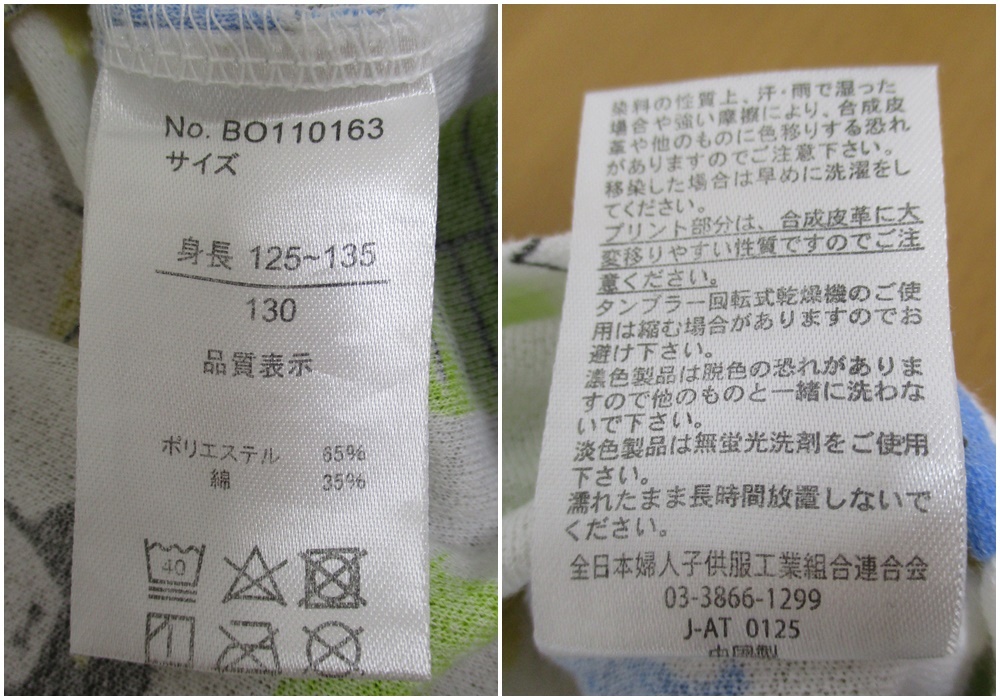 No. BO110163
サイズ
身長 125~135
130
品質表示
ポリエステル 65%
綿 35%
40
染料の性質上、汗・雨で湿った
場合や強い摩擦により、合成皮
革や他のものに色移りする恐れ
がありますのでご注意下さい。
移染した場合は早めに洗濯をし
てください。
プリント部分は、合成皮革に大
変移りやすい性質ですのでご注
意ください。
タンブラー回転式乾燥機のご使
用は縮む場合がありますのでお
避け下さい。
濃色製品は脱色の恐れがありま
すので他のものと一緒に洗わな
いで下さい。
淡色製品は無蛍光洗剤をご使用
下さい。
濡れたまま長時間放置しないで
ください。
全日本婦人子供服工業組合連合会
03-3866-1299
J-AT 0125
中国製